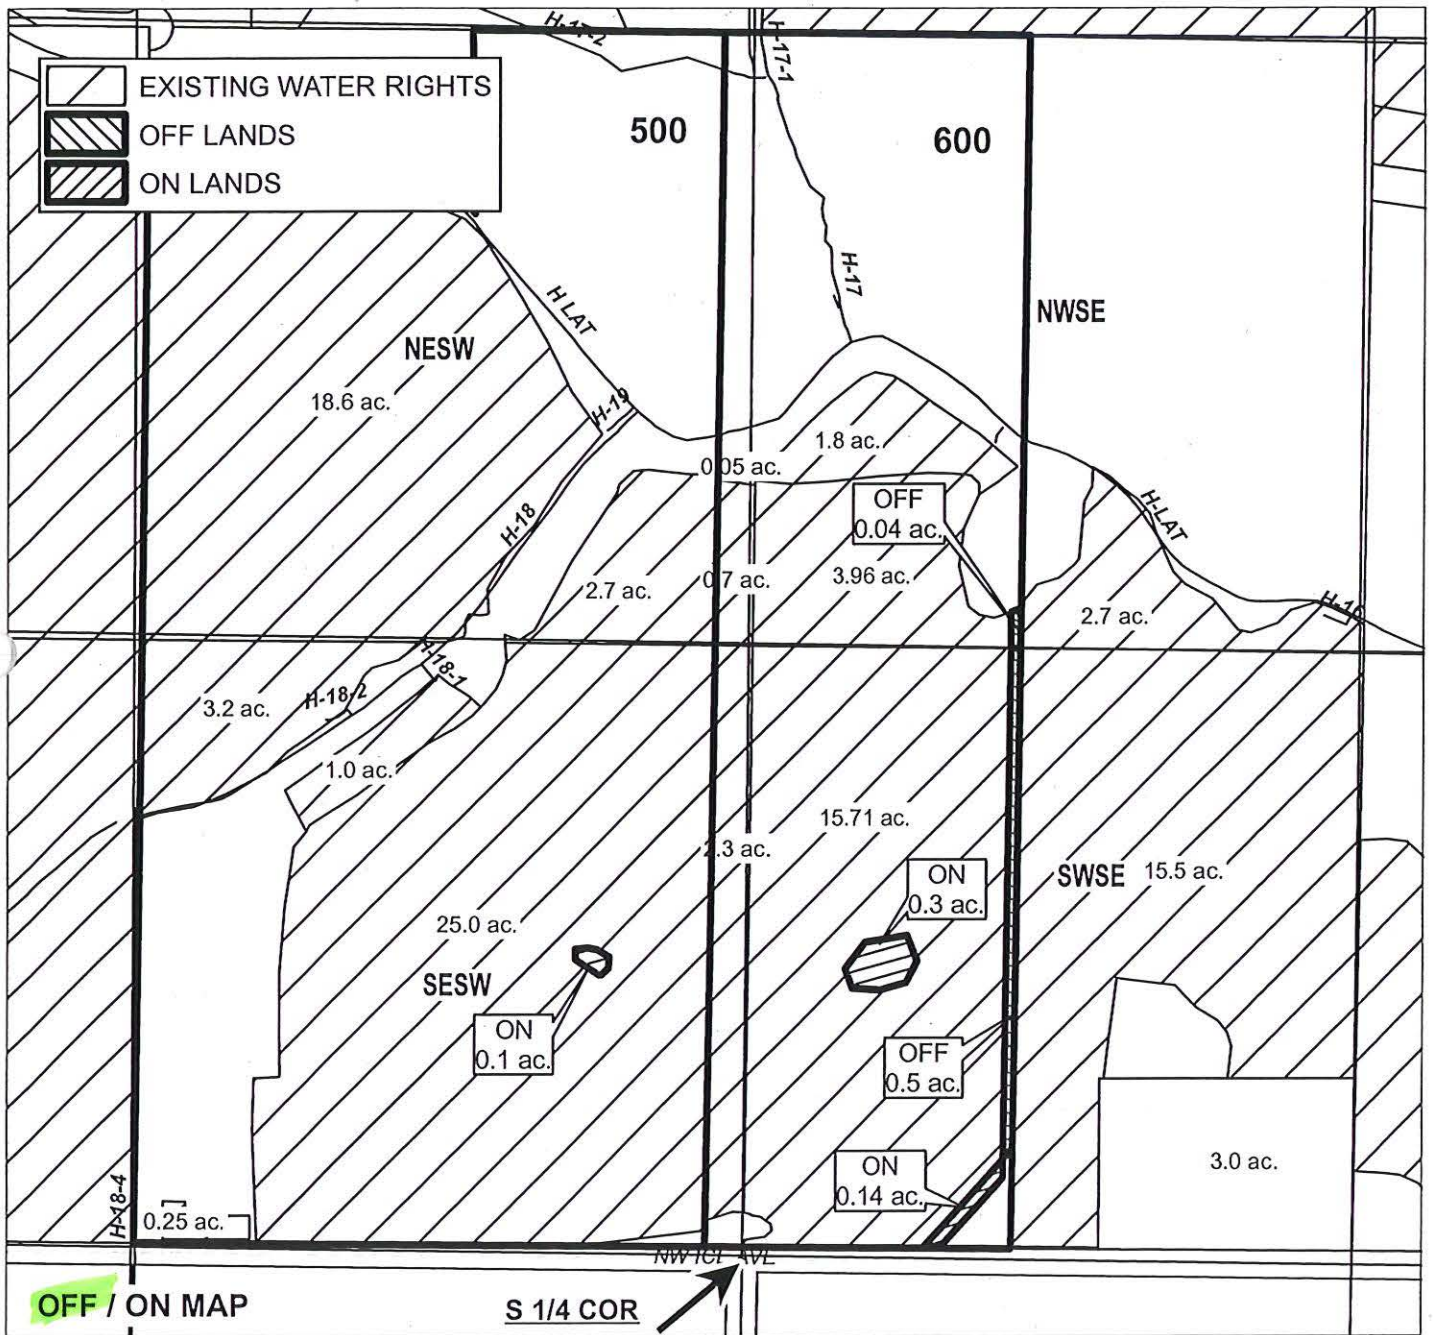 H-17-2
H-17-1
EXISTING WATER RIGHTS
OFF LANDS
ON LANDS
500
600
H-17
H LAT
NWSE
NESW
18.6 ac.
H-19
1.8 ac.
0.05 ac.
OFF
0.04 ac.
H-LAT
H-18
2.7 ac.
0.7 ac.
3.96 ac.
2.7 ac.
H-16
H-18-1
H-18-2
3.2 ac.
1.0 ac.
15.71 ac.
2.3 ac.
ON
0.3 ac.
SWSE
15.5 ac.
25.0 ac.
SESW
ON
0.1 ac.
OFF
0.5 ac.
ON
0.14 ac.
3.0 ac.
H-18-4
0.25 ac.
NW
OFF / ON MAP
S 1/4 COR